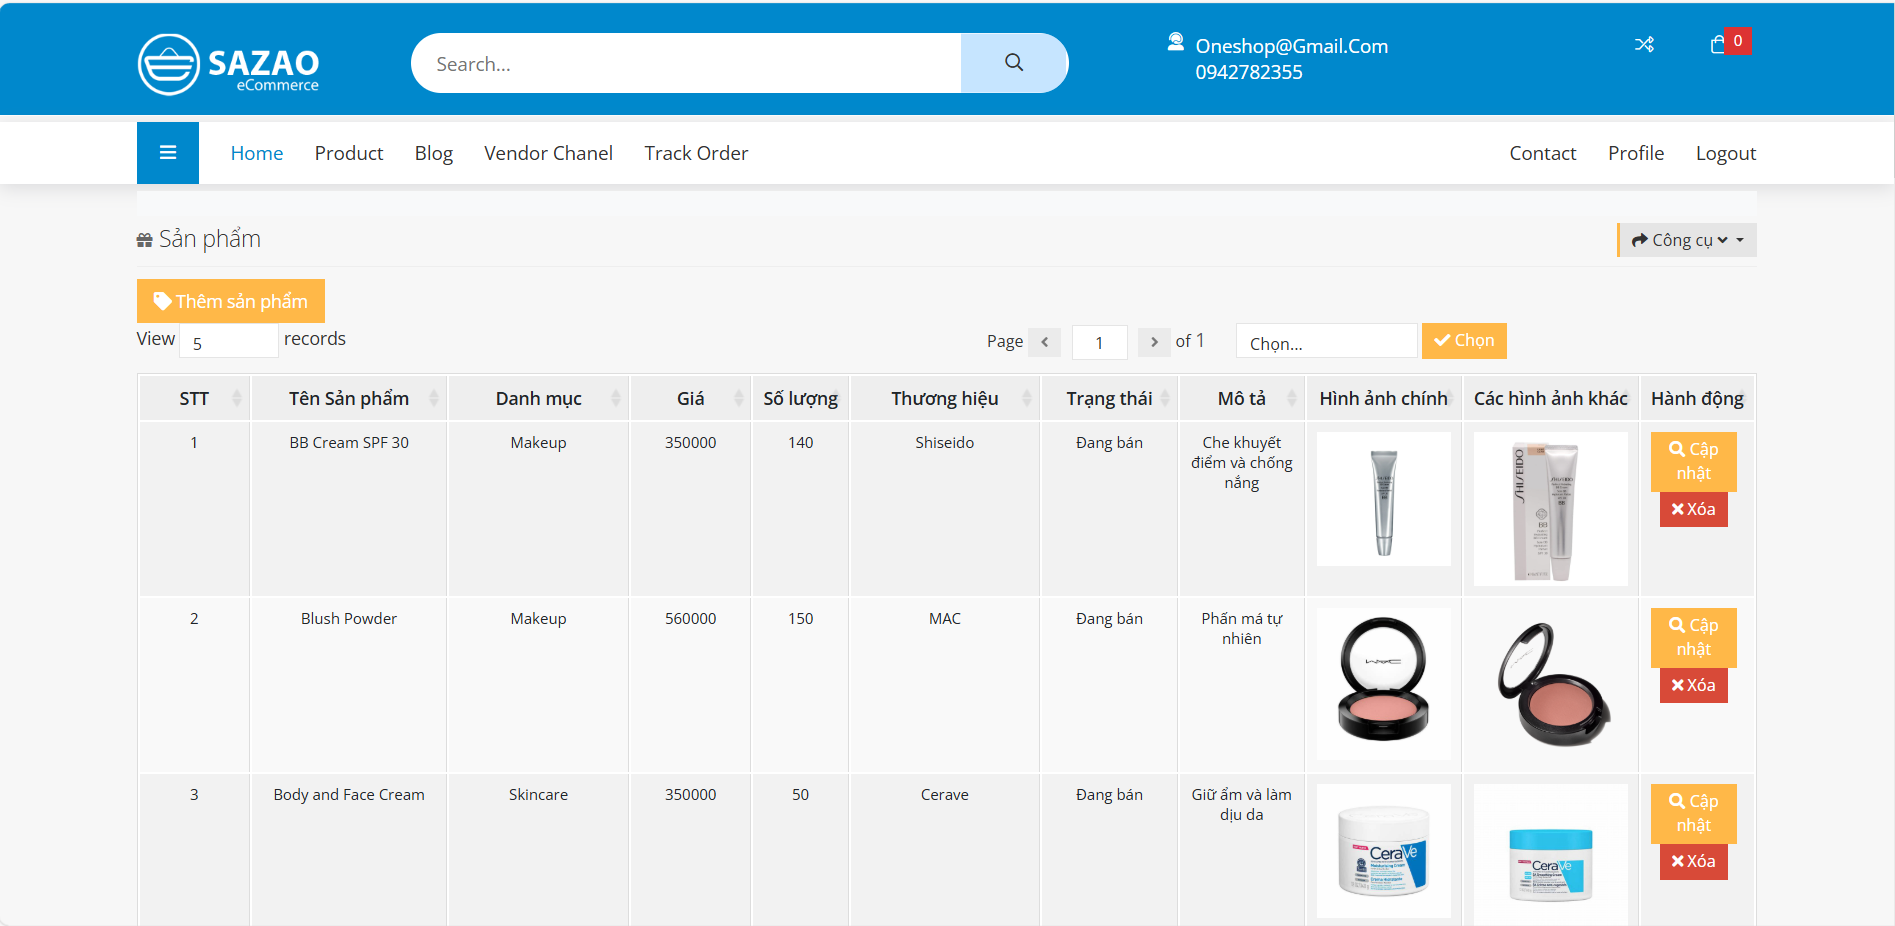 SAZAO
eCommerce
Search...
Oneshop@Gmail.Com
0942782355
0
Home Product Blog Vendor Chanel Track Order Contact Profile Logout
Sản phẩm
Công cụ
Thêm sản phẩm
View 5 records
Page 1 of 1
Chọn...
Chọn
STT Tên Sản phẩm Danh mục Giá Số lượng Thương hiệu Trạng thái Mô tả Hình ảnh chính Các hình ảnh khác Hành động
1 BB Cream SPF 30 Makeup 350000 140 Shiseido Đang bán Che khuyết
điểm và chống
nắng
SHISEIDO
BB
Cập
nhật
Xóa
2 Blush Powder Makeup 560000 150 MAC Đang bán Phấn má tự
nhiên
MAC
Cập
nhật
Xóa
3 Body and Face Cream Skincare 350000 50 Cerave Đang bán Giữ ẩm và làm
dịu da
CeraVe
CeraVe
Cập
nhật
Xóa